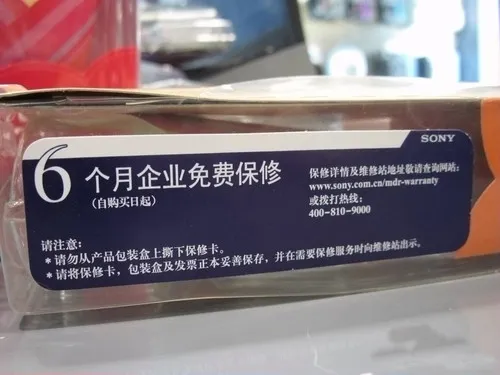 SONY
6个月企业免费保修
(自购买日起)
保修详情及维修站地址敬请查询网站:
www.sony.com.cn/mdr-warranty
或拨打热线:
400-810-9000
请注意:
*请勿从产品包装盒上撕下保修卡。
*请将保修卡,包装盒及发票正本妥善保存,并在需要保修服务时向维修站出示。